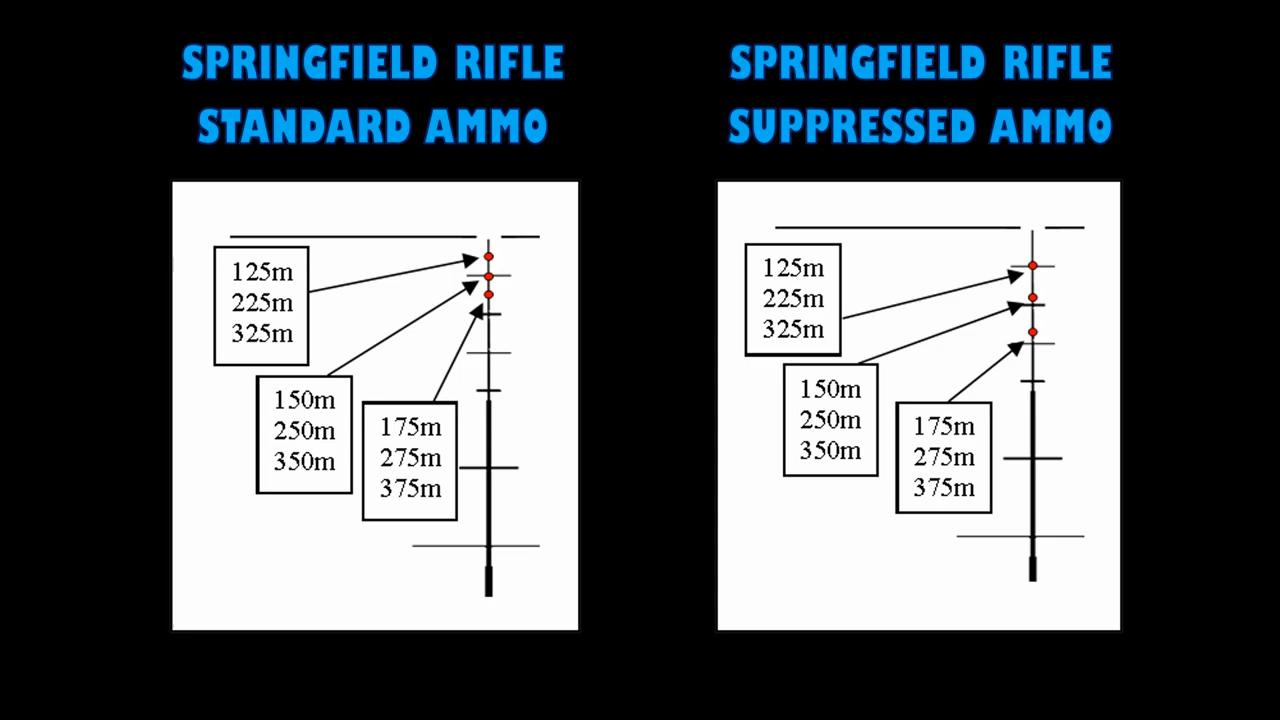 SPRINGFIELD RIFLE
STANDARD AMMO
125m
225m
325m
150m
250m
350m
175m
275m
375m
SPRINGFIELD RIFLE
SUPPRESSED AMMO
125m
225m
325m
150m
250m
350m
175m
275m
375m